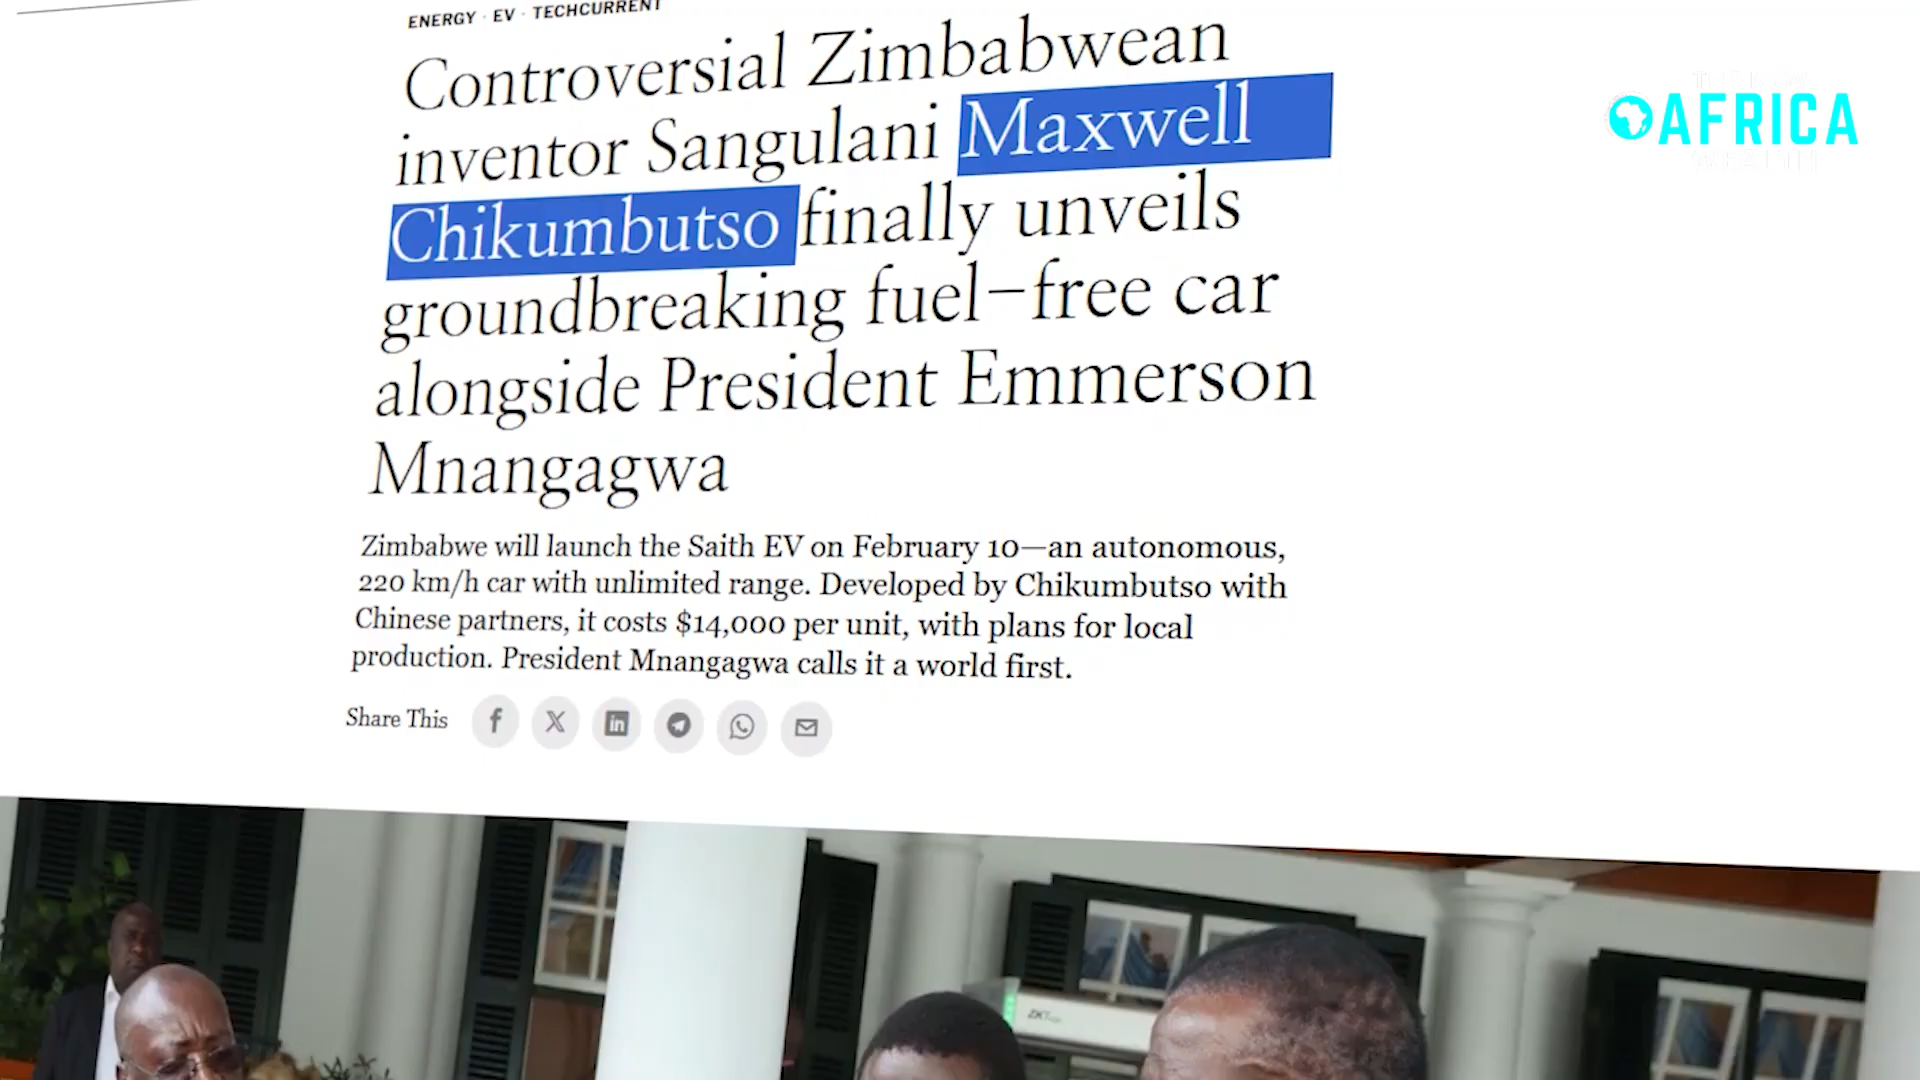 ENERGY · EV · TECHCURRENT
Controversial Zimbabwean
inventor Sangulani Maxwell
Chikumbutso finally unveils
groundbreaking fuel-free car
alongside President Emmerson
Mnangagwa
Zimbabwe will launch the Saith EV on February 10—an autonomous,
220 km/h car with unlimited range. Developed by Chikumbutso with
Chinese partners, it costs $14,000 per unit, with plans for local
production. President Mnangagwa calls it a world first.
Share This
AFRICA